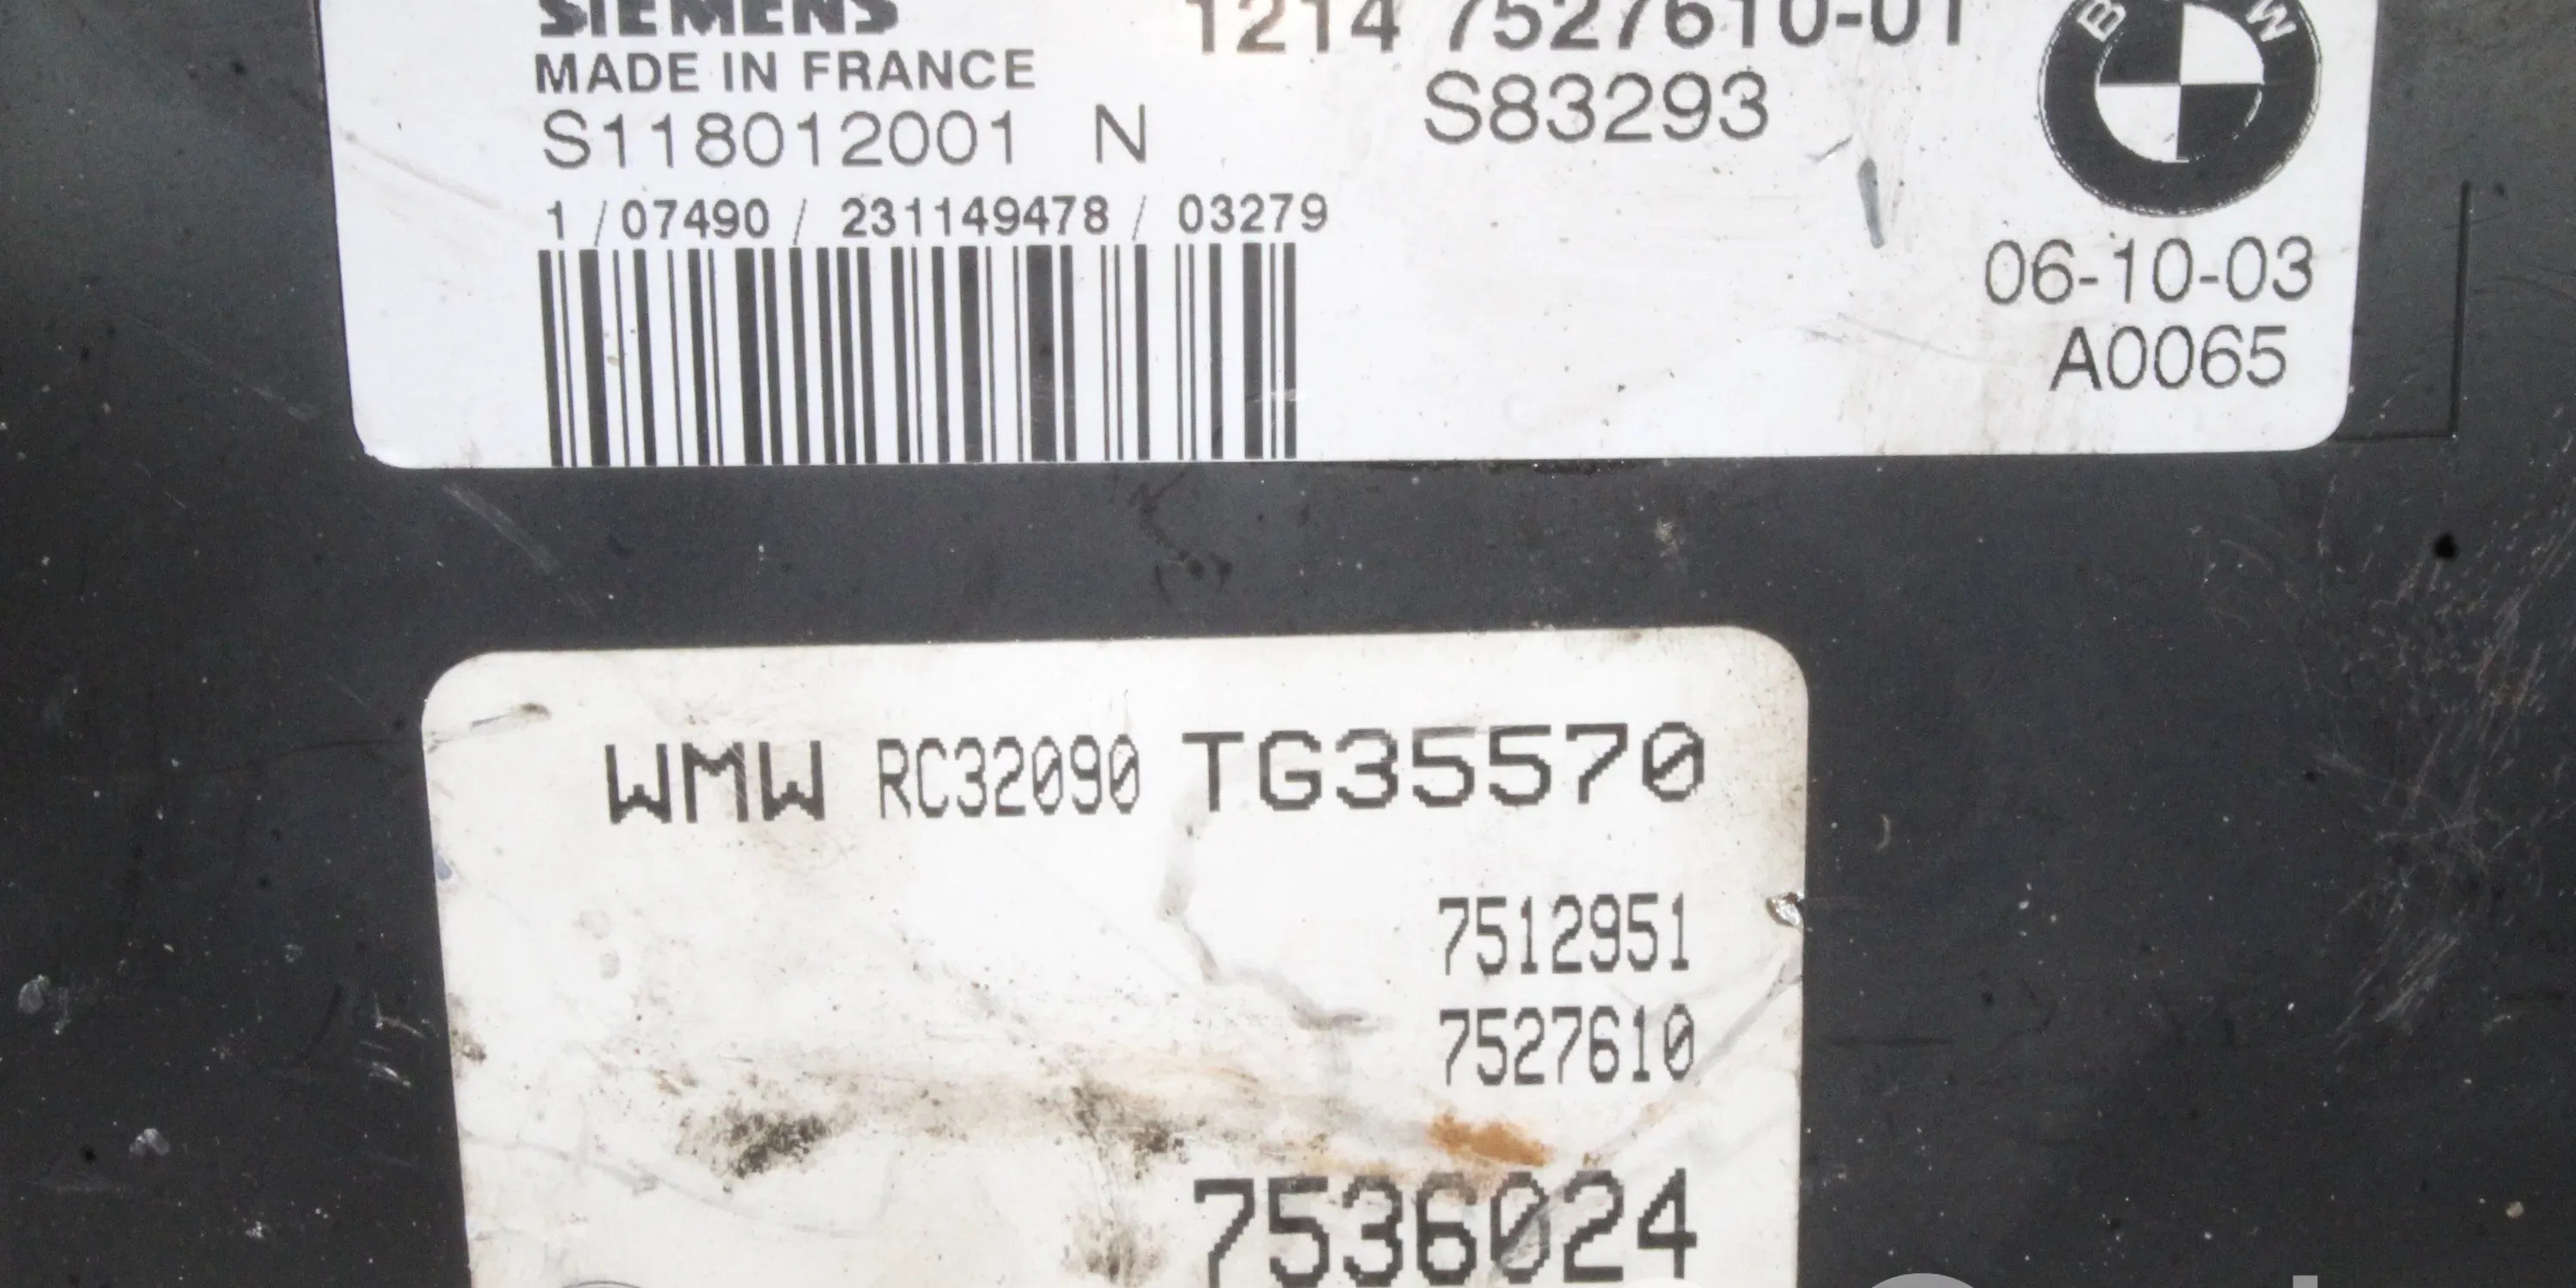 SIEMENS 1214 7527610-01
MADE IN FRANCE S83293
S118012001 N
1 / 07490 / 231149478 / 03279
B M W
06-10-03
A0065
WMW RC32090 TG35570
7512951
7527610
7536024